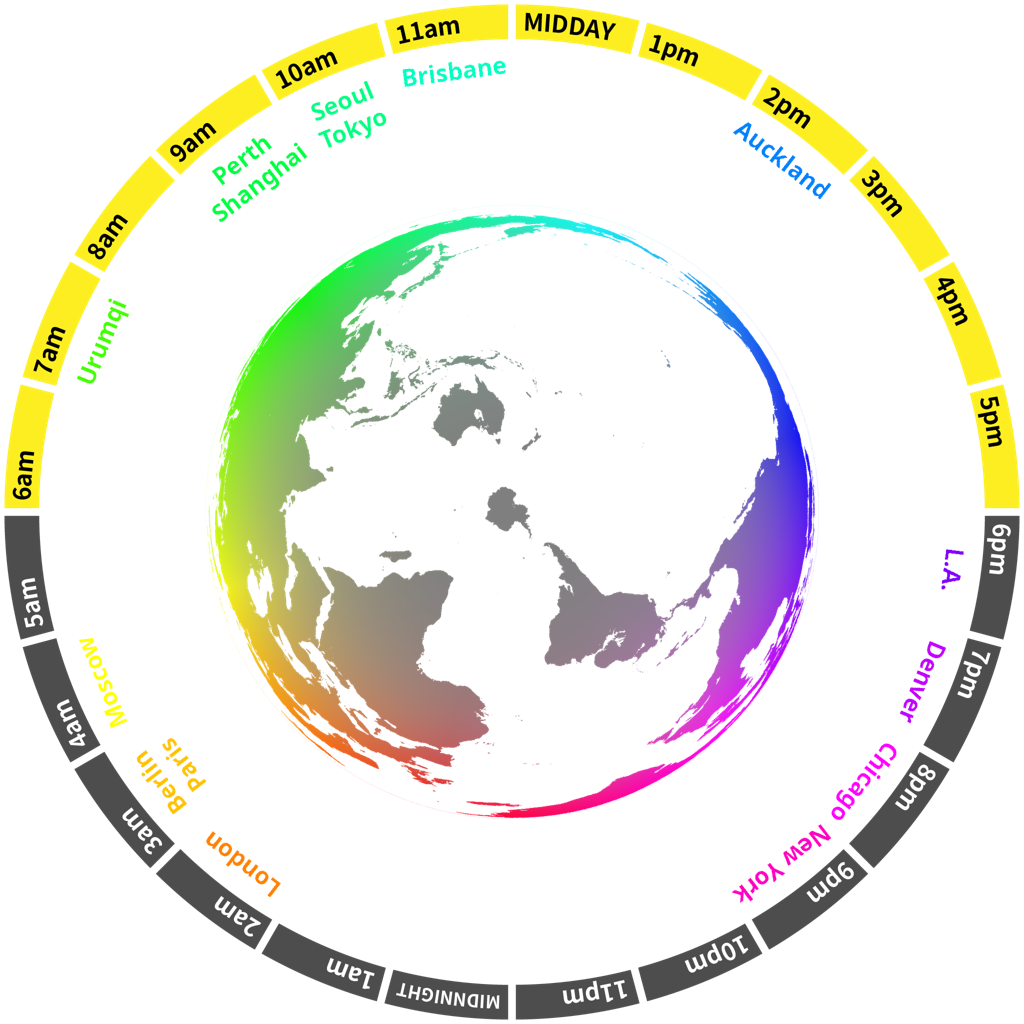 MIDDAY
1pm
2pm
3pm
4pm
5pm
6pm
7pm
8pm
9pm
10pm
11pm
MIDNNIGHT
1am
2am
3am
4am
5am
6am
7am
8am
9am
10am
11am
Brisbane
Auckland
L.A.
Denver
Chicago
New York
London
Paris
Berlin
Moscow
Urumqi
Perth
Shanghai
Seoul
Tokyo